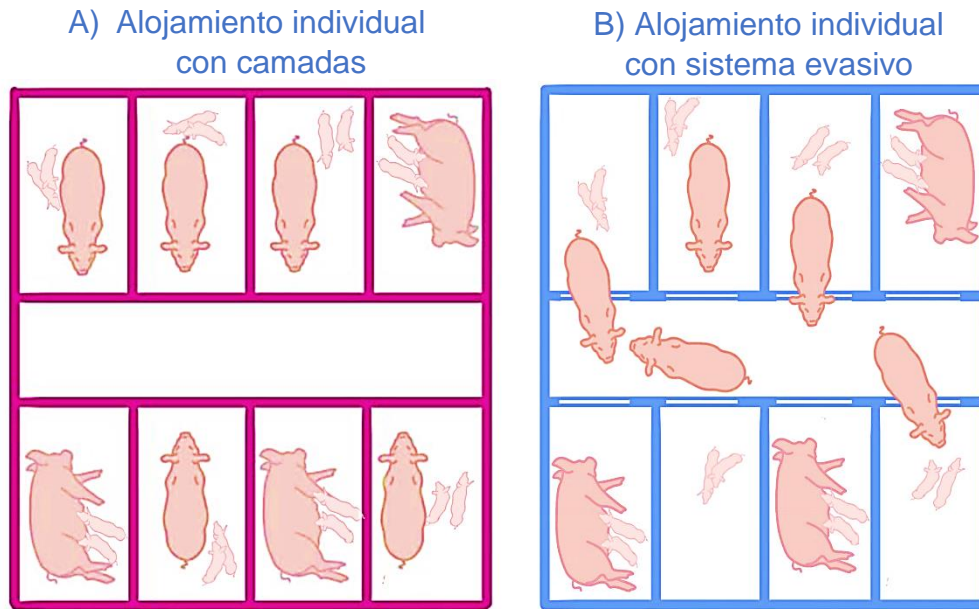 A) Alojamiento individual
con camadas
B) Alojamiento individual
con sistema evasivo